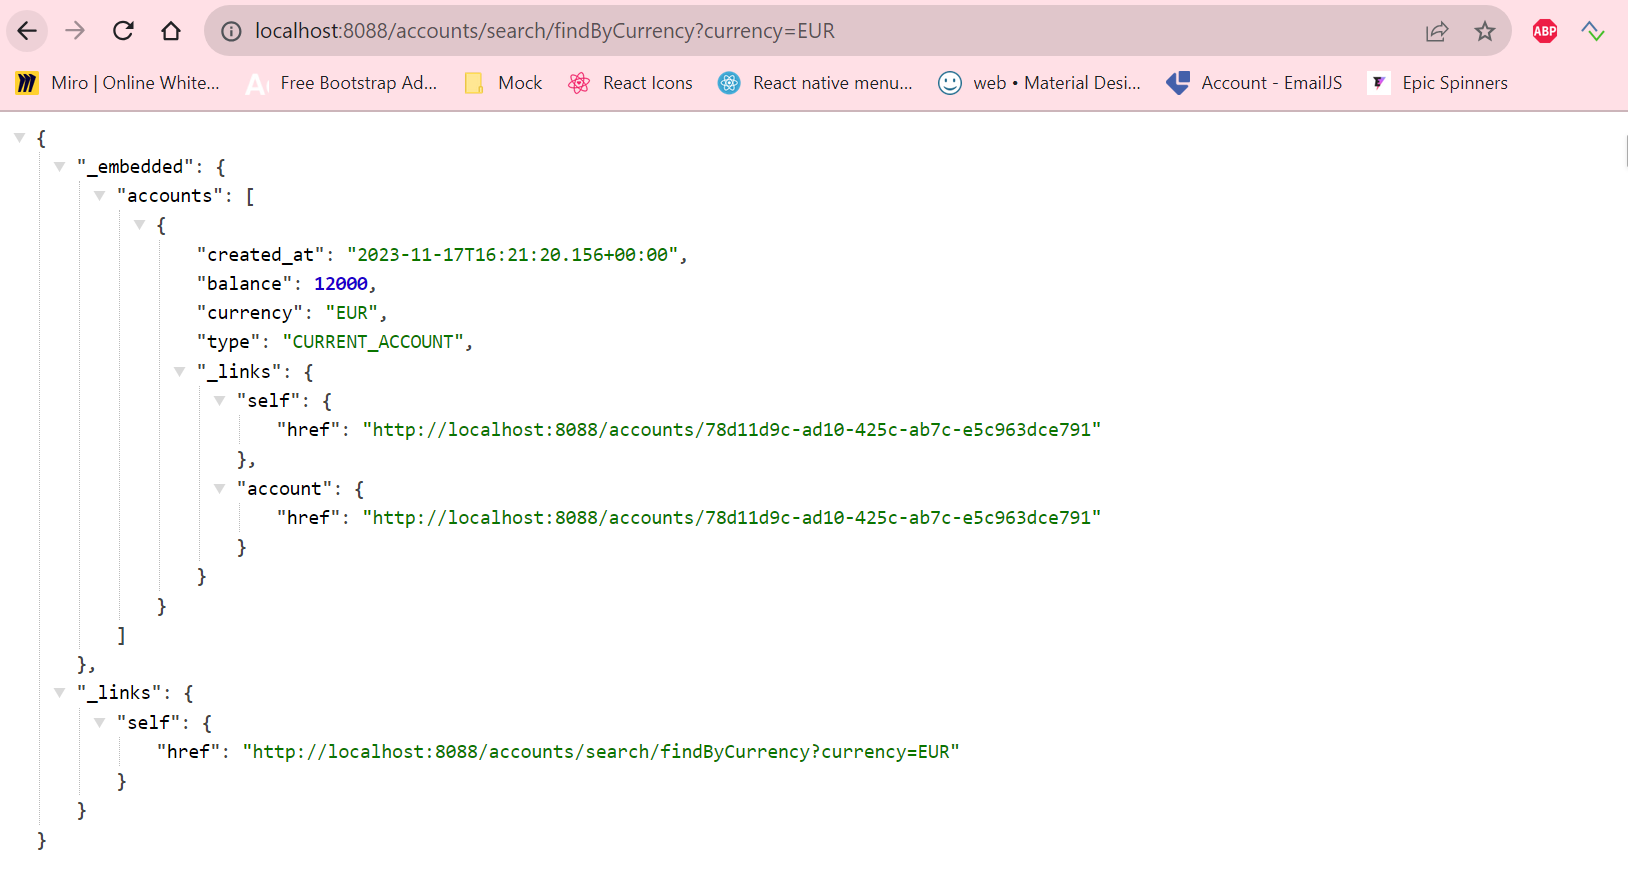 localhost:8088/accounts/search/findByCurrency?currency=EUR
ABP
Miro | Online White... Free Bootstrap Ad... Mock React Icons React native menu... web • Material Desi... Account - EmailJS Epic Spinners
{
"_embedded": {
"accounts": [
{
"created_at": "2023-11-17T16:21:20.156+00:00",
"balance": 12000,
"currency": "EUR",
"type": "CURRENT_ACCOUNT",
"_links": {
"self": {
"href": "http://localhost:8088/accounts/78d11d9c-ad10-425c-ab7c-e5c963dce791"
},
"account": {
"href": "http://localhost:8088/accounts/78d11d9c-ad10-425c-ab7c-e5c963dce791"
}
}
}
]
},
"_links": {
"self": {
"href": "http://localhost:8088/accounts/search/findByCurrency?currency=EUR"
}
}
}